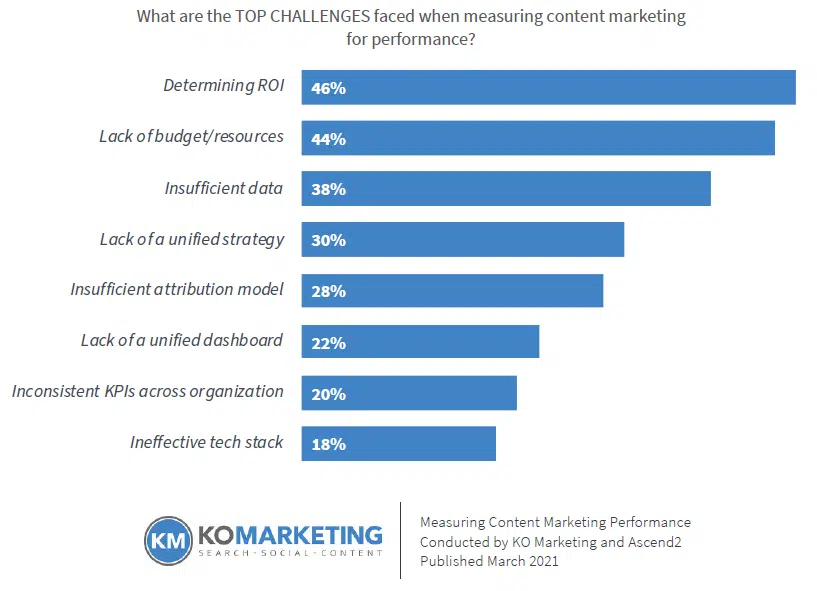 What are the TOP CHALLENGES faced when measuring content marketing
for performance?
Determining ROI
46%
Lack of budget/resources
44%
Insufficient data
38%
Lack of a unified strategy
30%
Insufficient attribution model
28%
Lack of a unified dashboard
22%
Inconsistent KPIs across organization
20%
Ineffective tech stack
18%
KM
KOMARKETING
SEARCH · SOCIAL · CONTENT
Measuring Content Marketing Performance
Conducted by KO Marketing and Ascend2
Published March 2021